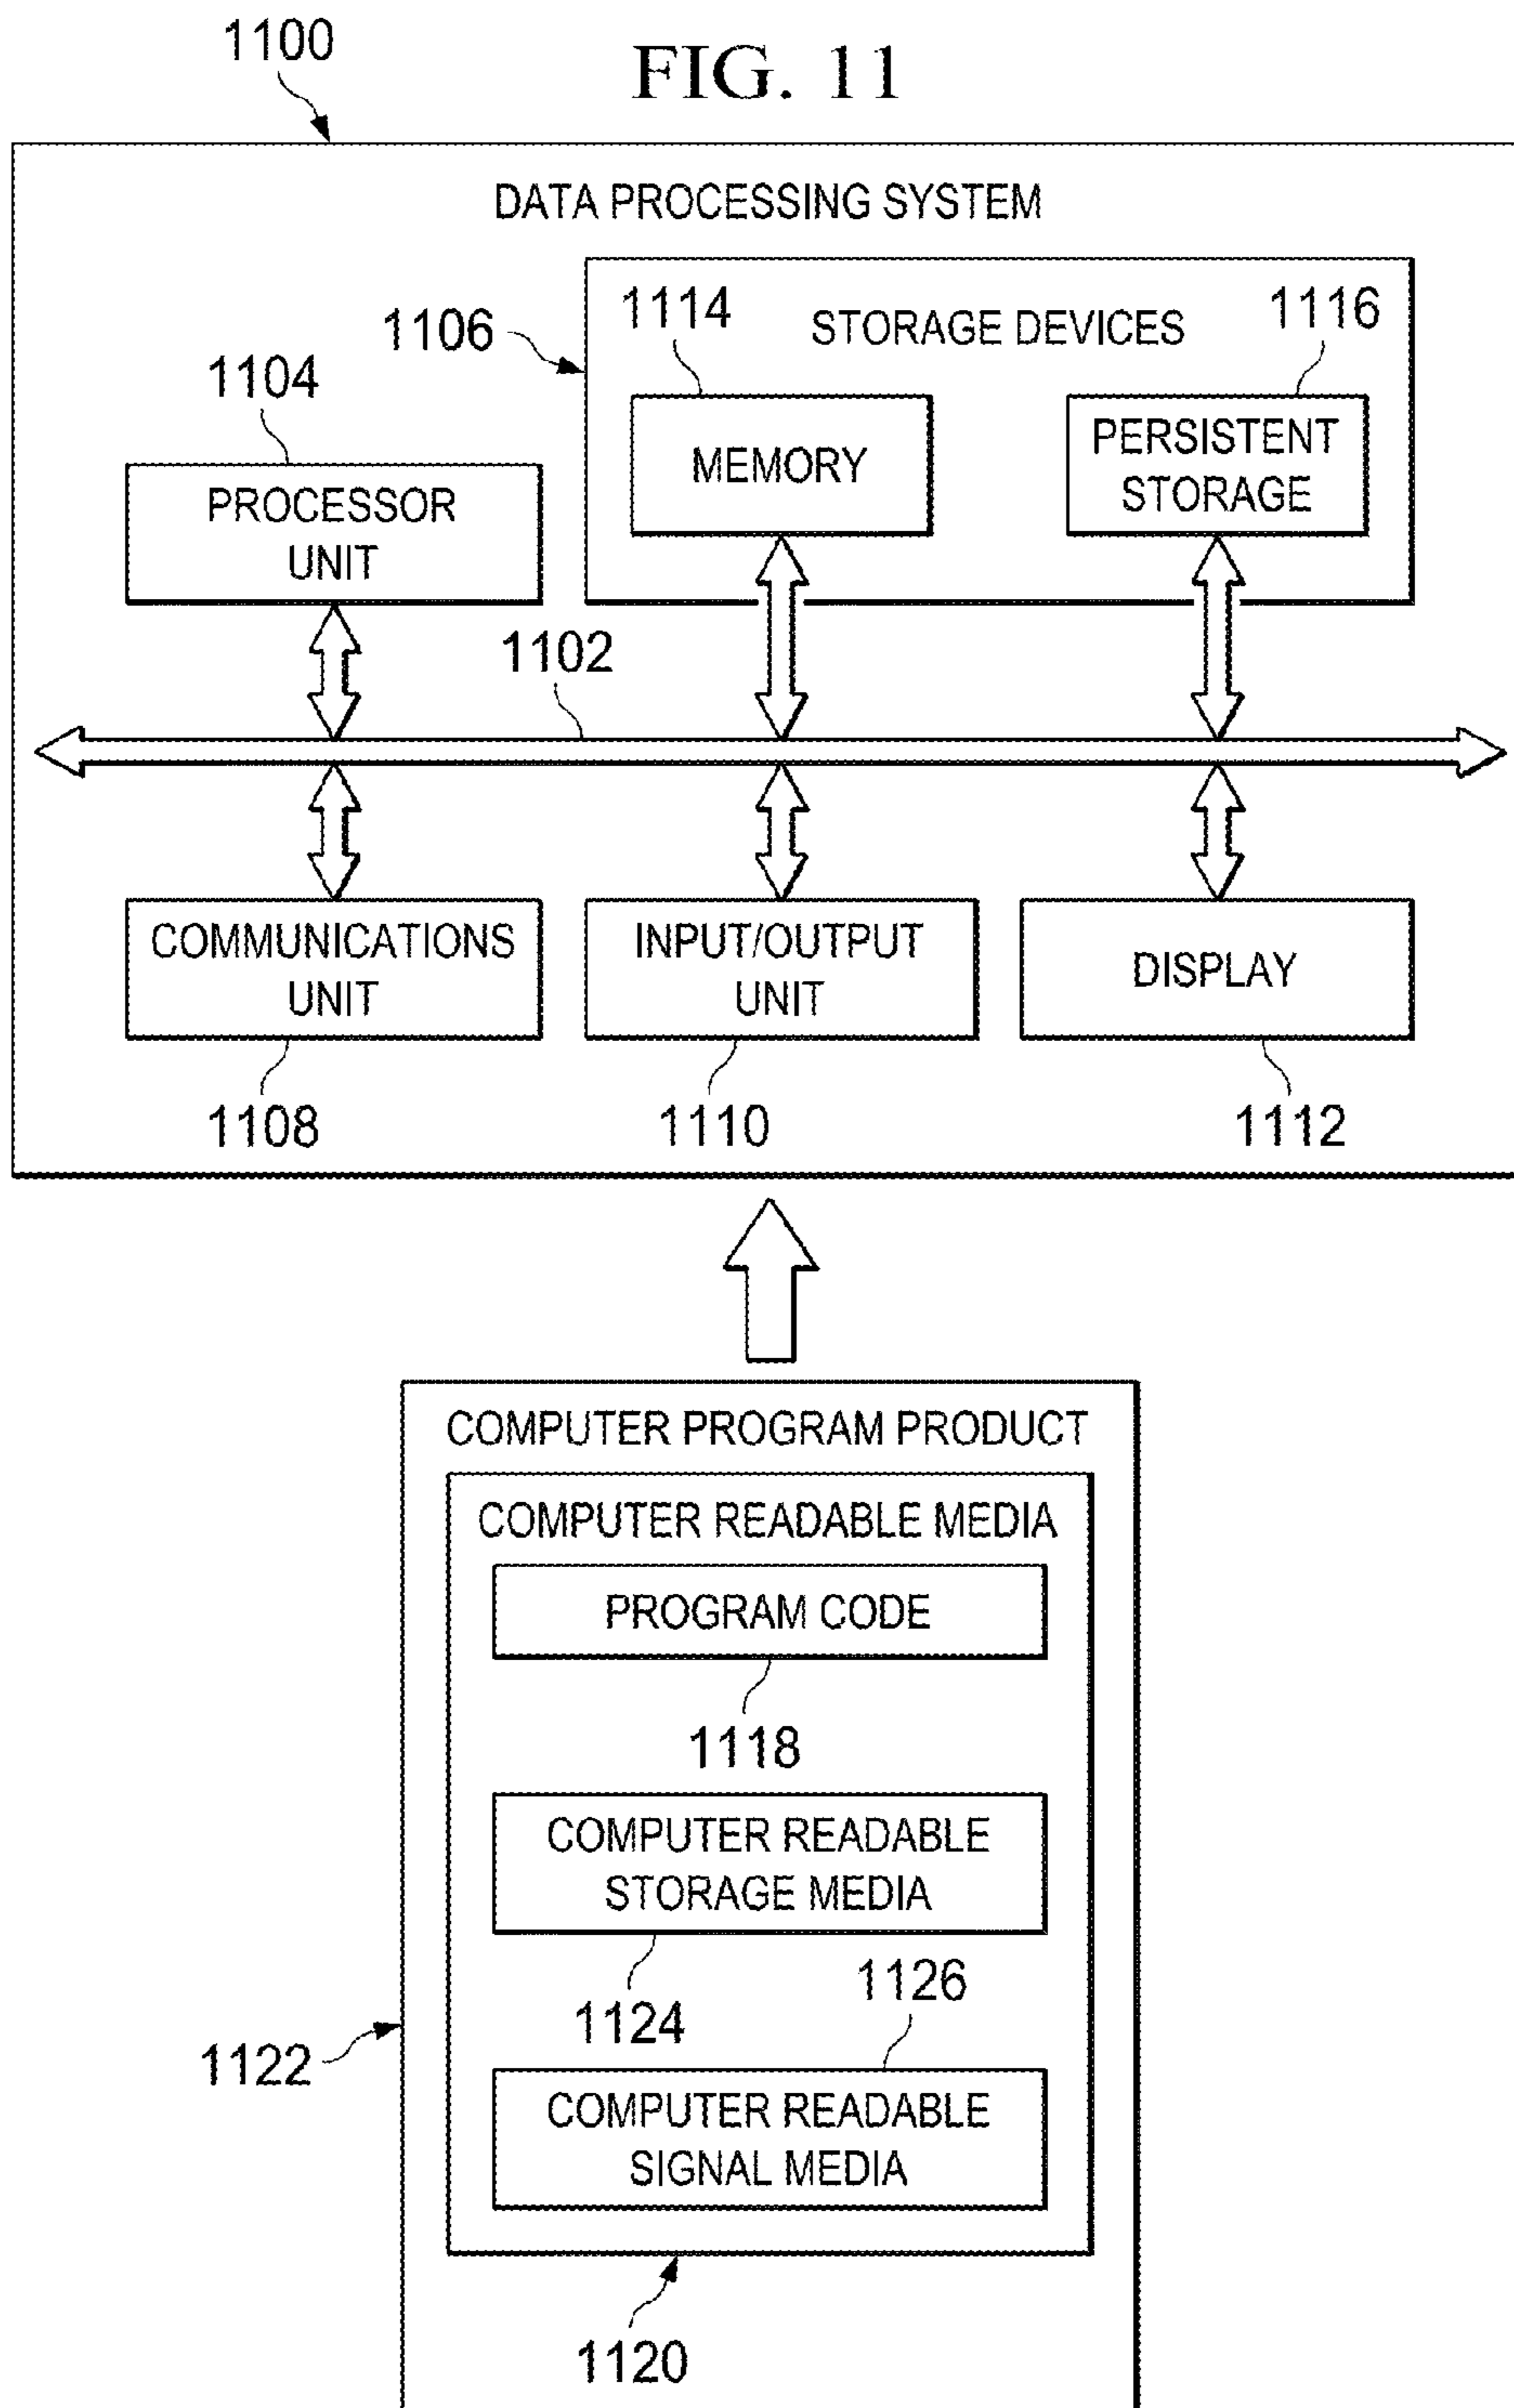 1100
FIG. 11
DATA PROCESSING SYSTEM
1106
1114
STORAGE DEVICES
1116
1104
MEMORY
PERSISTENT
STORAGE
PROCESSOR
UNIT
1102
COMMUNICATIONS
UNIT
INPUT/OUTPUT
UNIT
DISPLAY
1108
1110
1112
COMPUTER PROGRAM PRODUCT
COMPUTER READABLE MEDIA
PROGRAM CODE
1118
COMPUTER READABLE
STORAGE MEDIA
1124
1126
1122
COMPUTER READABLE
SIGNAL MEDIA
1120